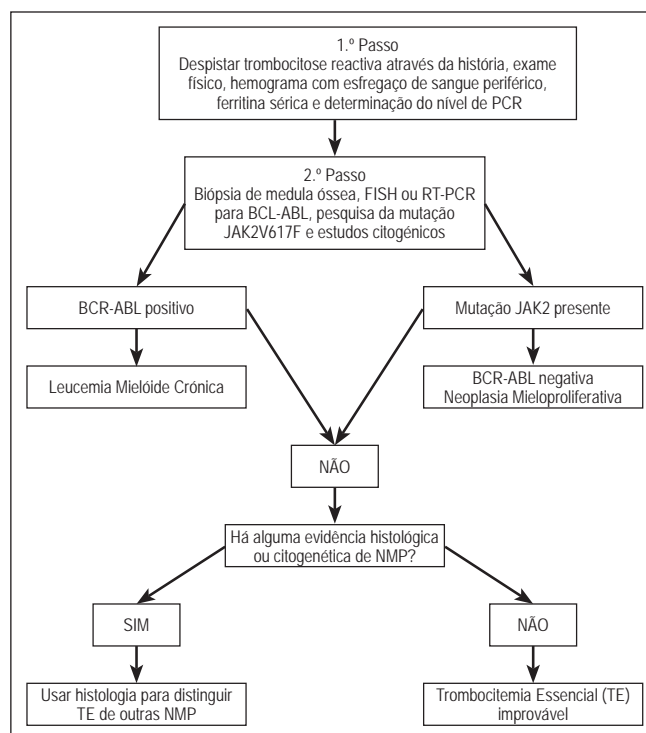 1.º Passo
Despistar trombocitose reactiva através da história, exame
físico, hemograma com esfregaço de sangue periférico,
ferritina sérica e determinação do nível de PCR
2.º Passo
Biópsia de medula óssea, FISH ou RT-PCR
para BCL-ABL, pesquisa da mutação
JAK2V617F e estudos citogénicos
BCR-ABL positivo
Mutação JAK2 presente
Leucemia Mielóide Crónica
BCR-ABL negativa
Neoplasia Mieloproliferativa
NÃO
Há alguma evidência histológica
ou citogenética de NMP?
SIM
NÃO
Usar histologia para distinguir
TE de outras NMP
Trombocitemia Essencial (TE)
improvável